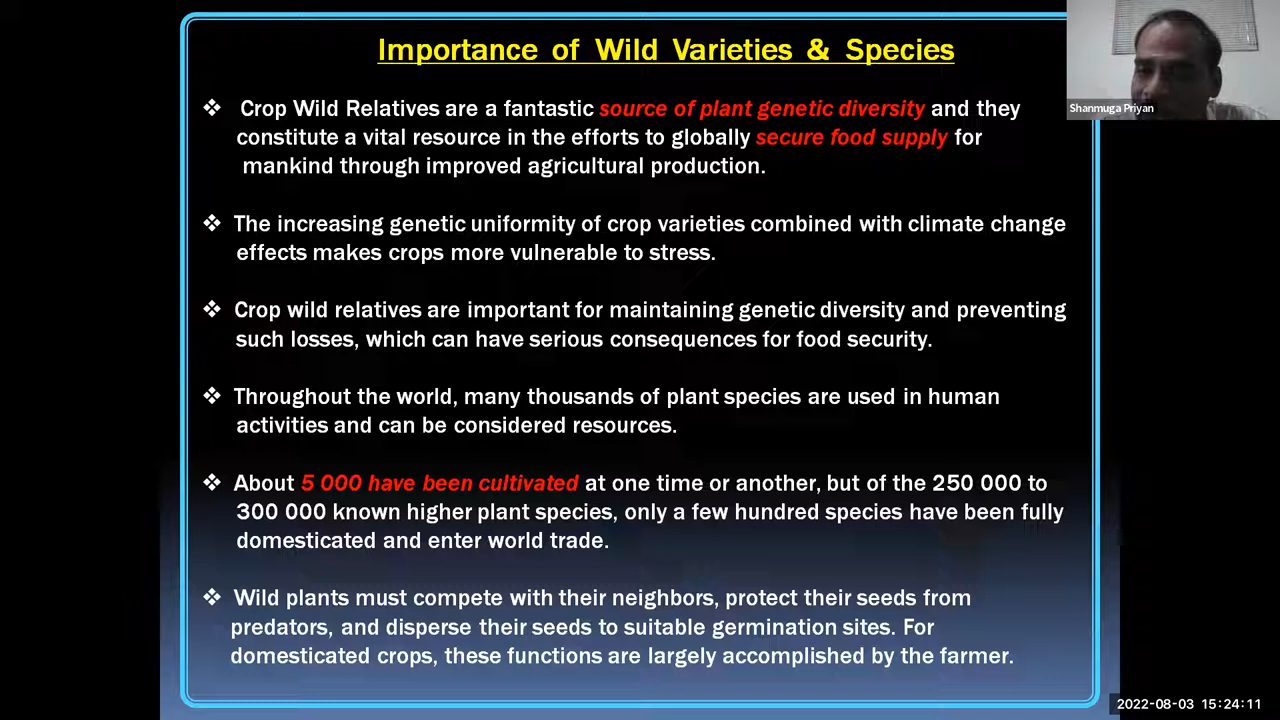 Importance of Wild Varieties & Species
Shanmuga Priyan
❖ Crop Wild Relatives are a fantastic source of plant genetic diversity and they
constitute a vital resource in the efforts to globally secure food supply for
mankind through improved agricultural production.
❖ The increasing genetic uniformity of crop varieties combined with climate change
effects makes crops more vulnerable to stress.
❖ Crop wild relatives are important for maintaining genetic diversity and preventing
such losses, which can have serious consequences for food security.
❖ Throughout the world, many thousands of plant species are used in human
activities and can be considered resources.
❖ About 5 000 have been cultivated at one time or another, but of the 250 000 to
300 000 known higher plant species, only a few hundred species have been fully
domesticated and enter world trade.
❖ Wild plants must compete with their neighbors, protect their seeds from
predators, and disperse their seeds to suitable germination sites. For
domesticated crops, these functions are largely accomplished by the farmer.
2022-08-03 15:24:11